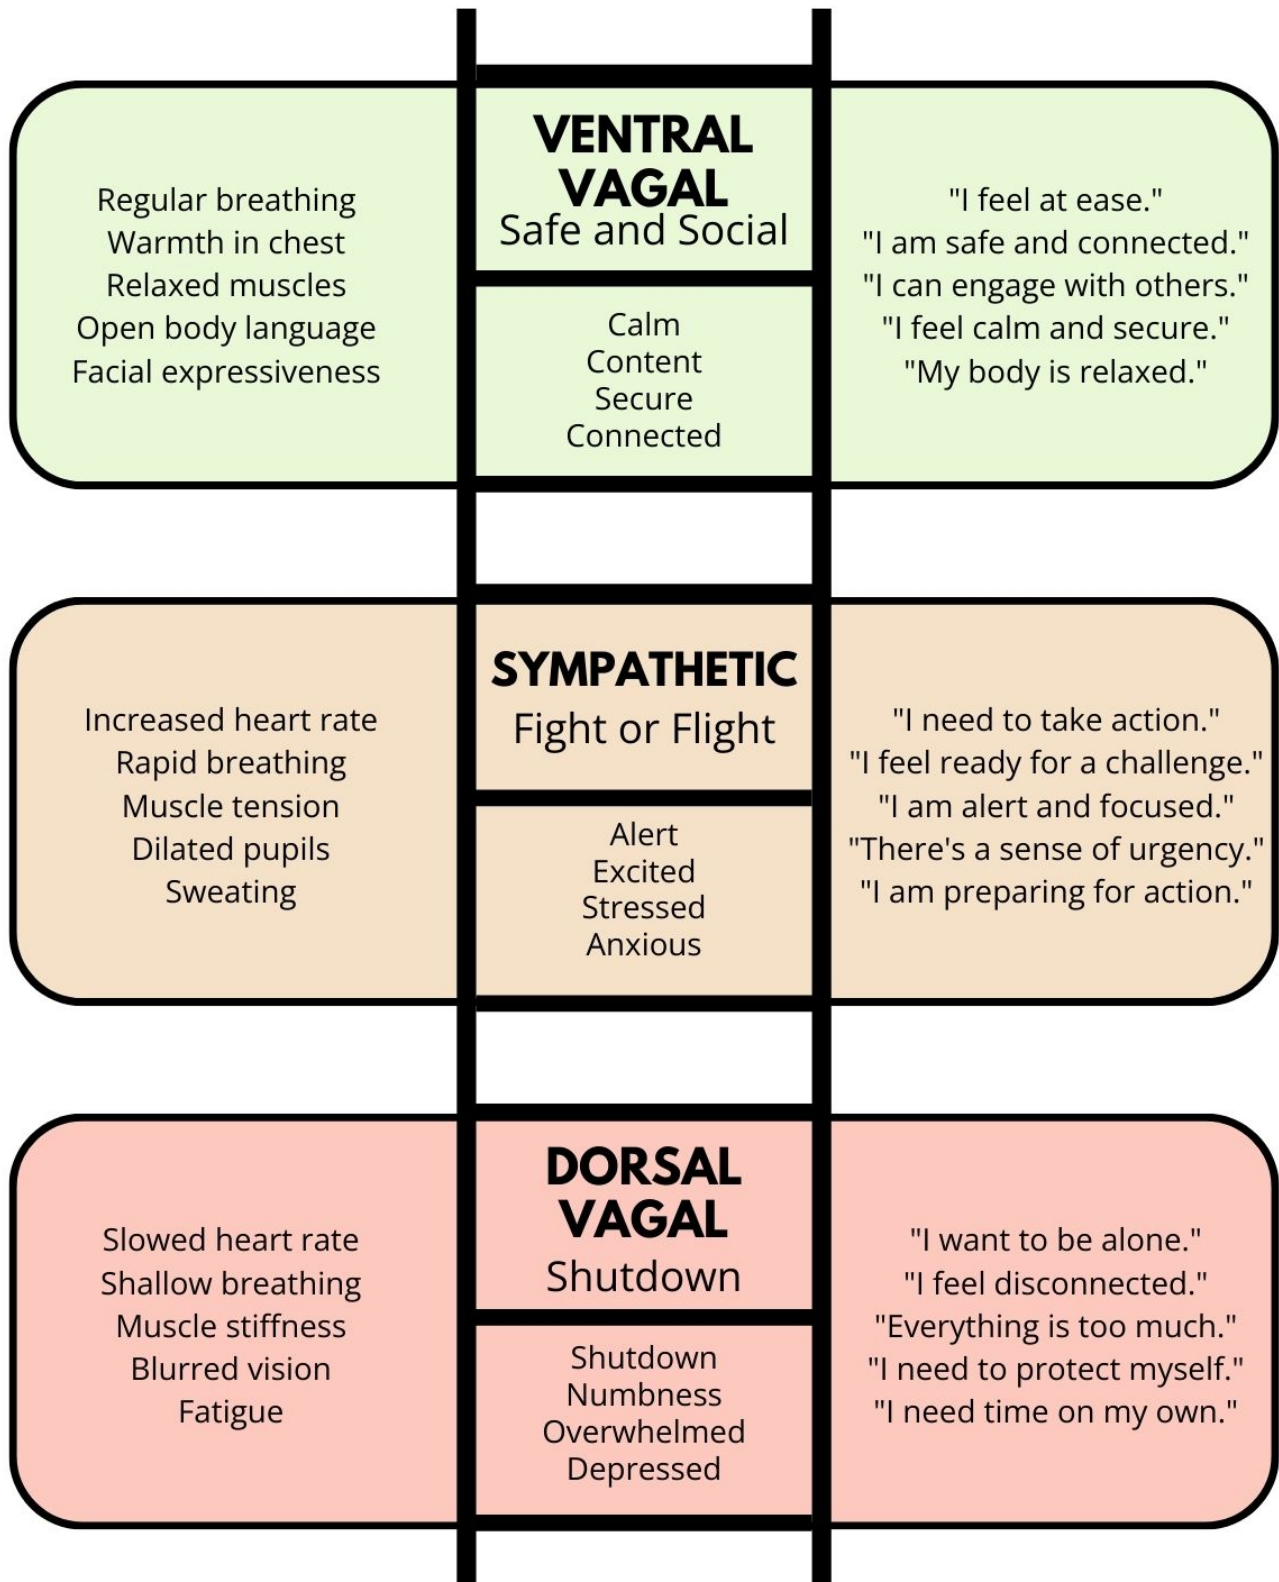 VENTRAL
VAGAL
Safe and Social
Regular breathing
Warmth in chest
Relaxed muscles
Open body language
Facial expressiveness
Calm
Content
Secure
Connected
"I feel at ease."
"I am safe and connected."
"I can engage with others."
"I feel calm and secure."
"My body is relaxed."
SYMPATHETIC
Fight or Flight
Increased heart rate
Rapid breathing
Muscle tension
Dilated pupils
Sweating
Alert
Excited
Stressed
Anxious
"I need to take action."
"I feel ready for a challenge."
"I am alert and focused."
"There's a sense of urgency."
"I am preparing for action."
DORSAL
VAGAL
Shutdown
Slowed heart rate
Shallow breathing
Muscle stiffness
Blurred vision
Fatigue
Shutdown
Numbness
Overwhelmed
Depressed
"I want to be alone."
"I feel disconnected."
"Everything is too much."
"I need to protect myself."
"I need time on my own."